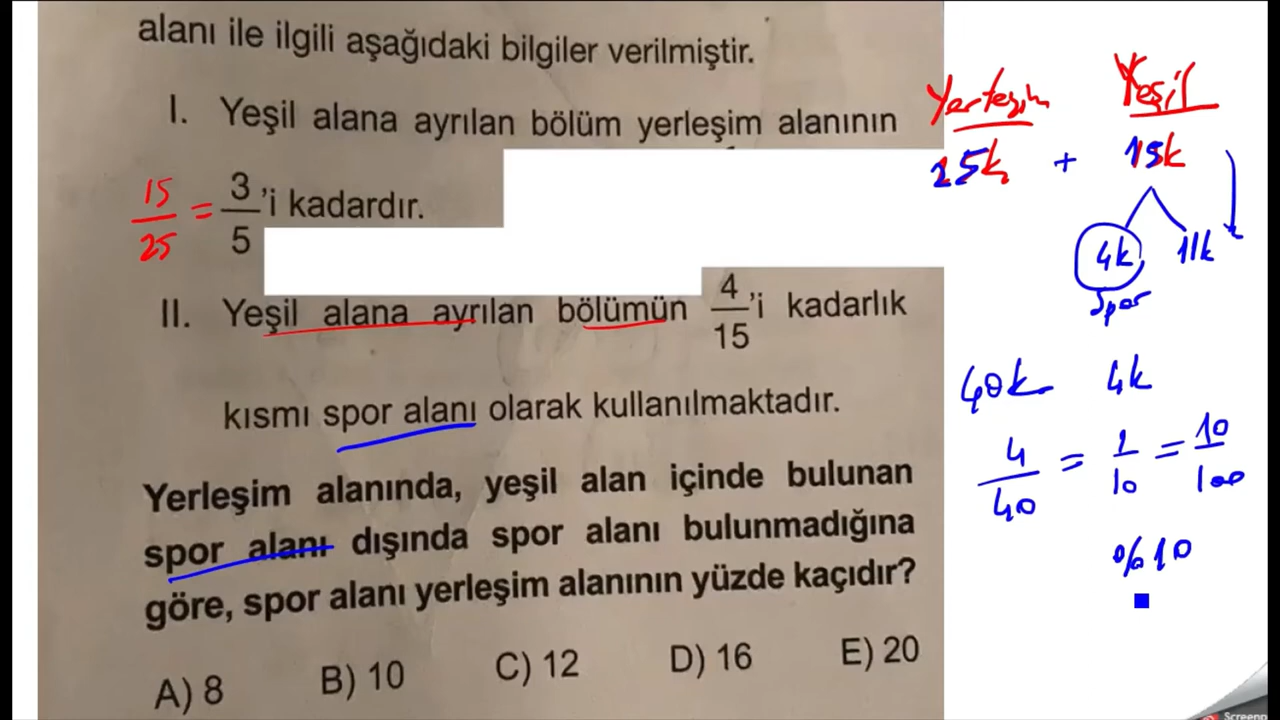 alanı ile ilgili aşağıdaki bilgiler verilmiştir.
I. Yeşil alana ayrılan bölüm yerleşim alanının
15/25 = 3/5 'i kadardır.
II. Yeşil alana ayrılan bölümün 4/15 'i kadarlık
kısmı spor alanı olarak kullanılmaktadır.
Yerleşim alanında, yeşil alan içinde bulunan
spor alanı dışında spor alanı bulunmadığına
göre, spor alanı yerleşim alanının yüzde kaçıdır?
A) 8 B) 10 C) 12 D) 16 E) 20
Yerleşim Yeşil
25k + 15k
4k 11k
Spor
40k 4k
4/40 = 1/10 = 10/100
%10